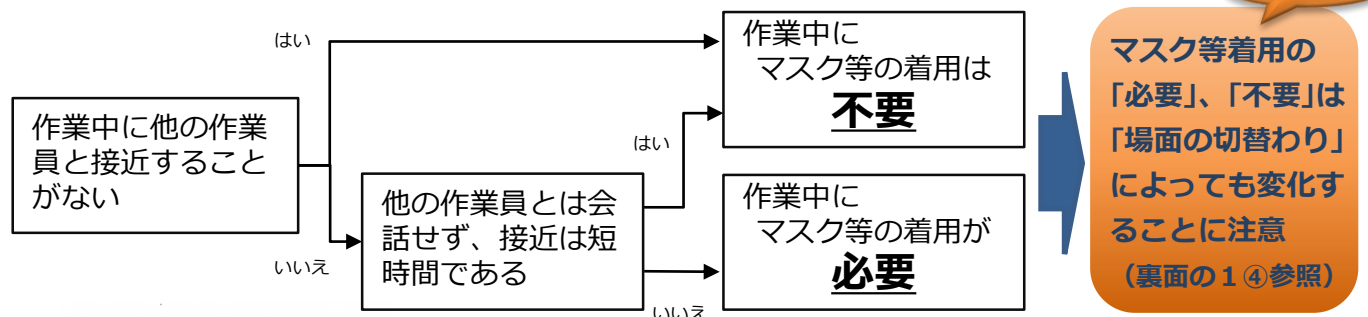 はい
作業中に他の作業
員と接近すること
がない
いいえ
他の作業員とは会
話せず、接近は短
時間である
はい
いいえ
作業中に
マスク等の着用は
不要
作業中に
マスク等の着用が
必要
マスク等着用の
「必要」、「不要」は
「場面の切替わり」
によっても変化す
ることに注意
（裏面の１④参照）